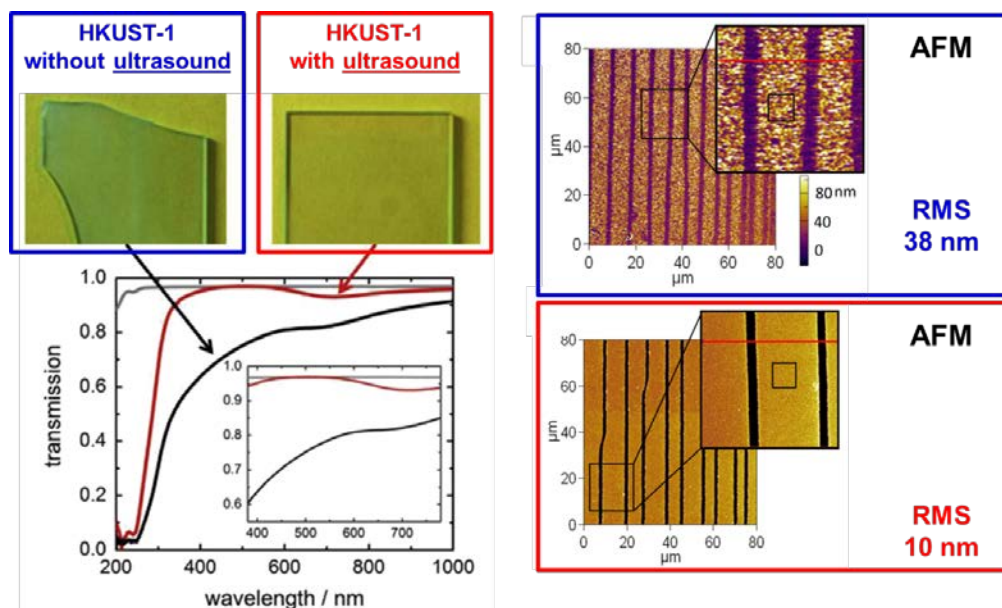 HKUST-1
without ultrasound
HKUST-1
with ultrasound
1.0
0.8
0.6
0.4
0.2
0.0
transmission
200
400
600
800
1000
wavelength / nm
1.0
0.9
0.8
0.7
0.6
400
500
600
700
80
60
40
20
0
µm
0
20
40
60
80
µm
80 nm
40
0
AFM
RMS
38 nm
80
60
40
20
0
µm
0
20
40
60
80
µm
AFM
RMS
10 nm